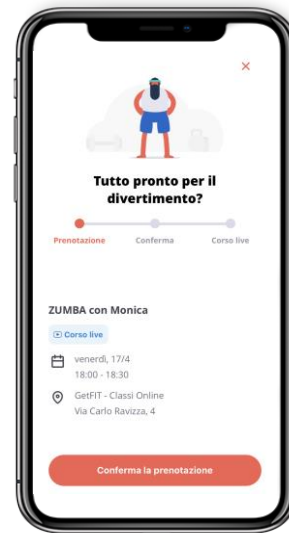 Tutto pronto per il
divertimento?
Prenotazione
Conferma
Corso live
ZUMBA con Monica
Corso live
venerdì, 17/4
18:00 - 18:30
GetFIT - Classi Online
Via Carlo Ravizza, 4
Conferma la prenotazione